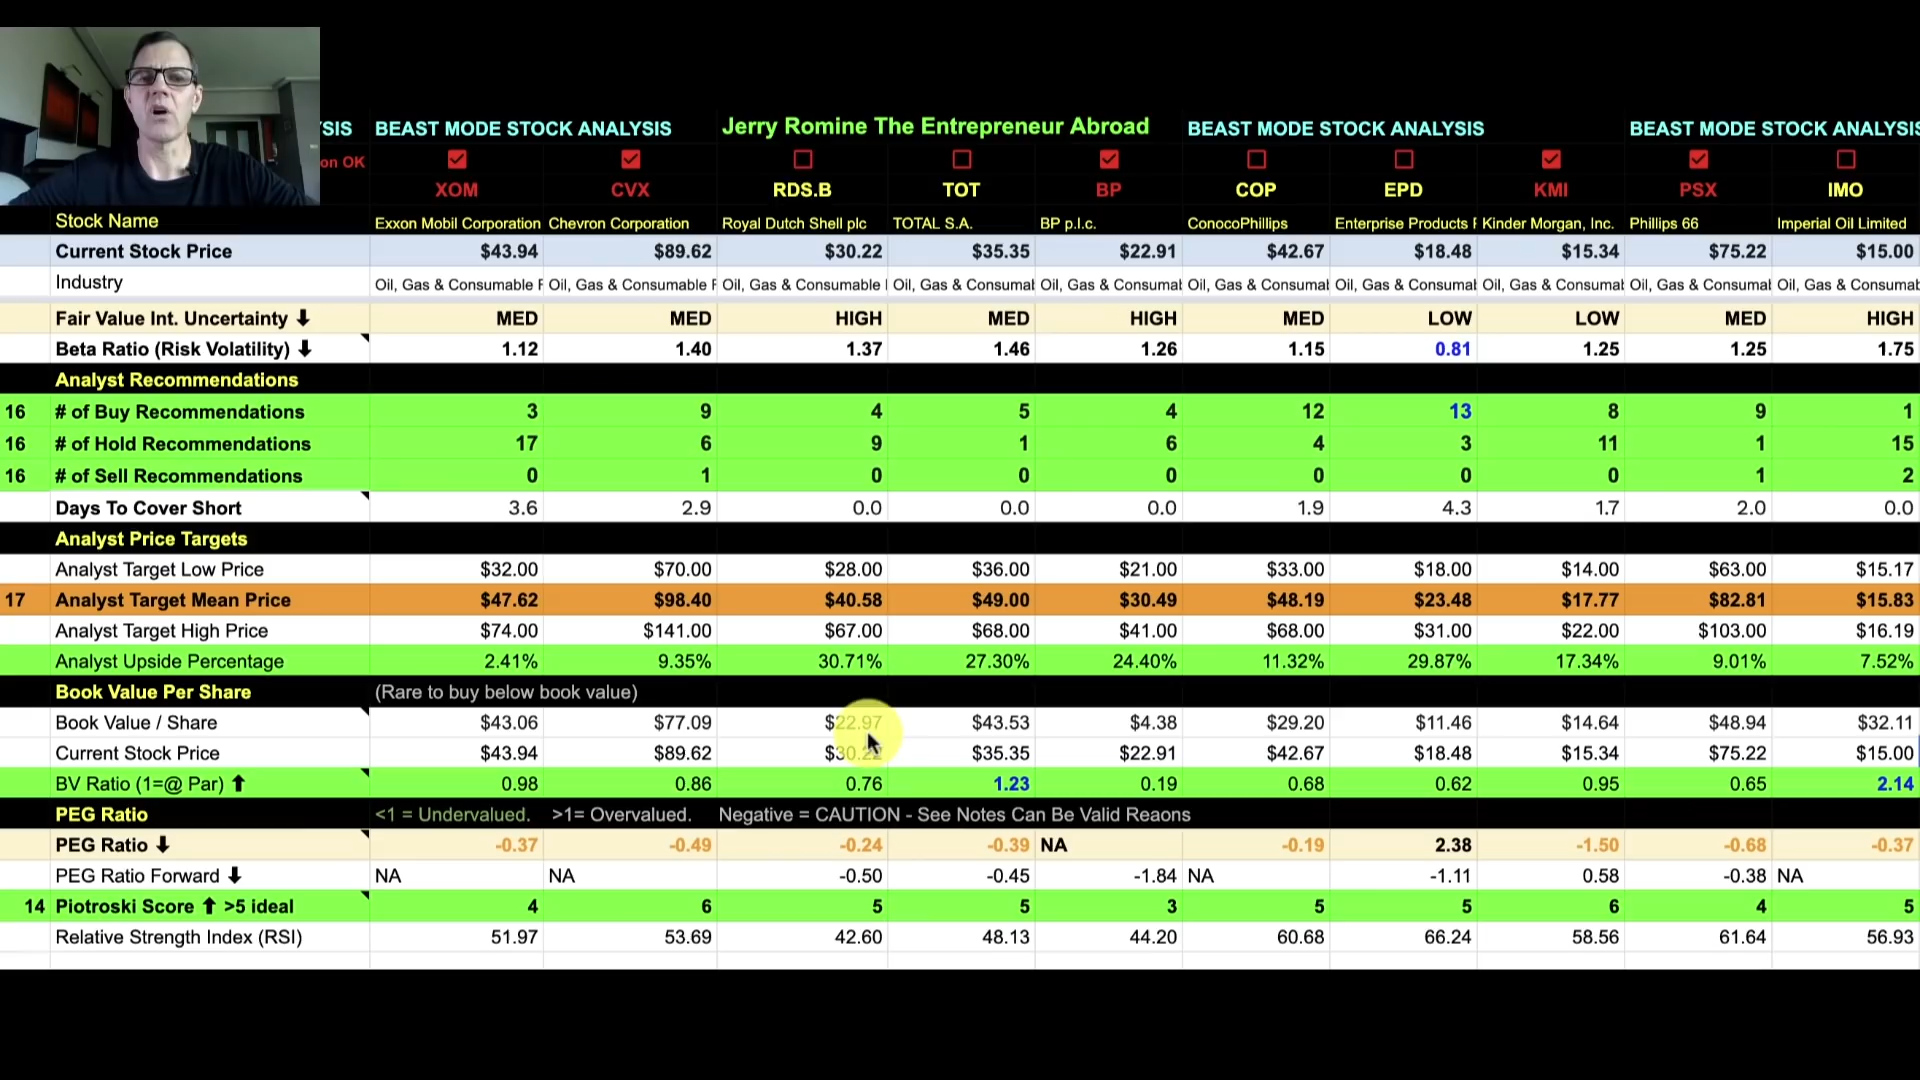 YSIS BEAST MODE STOCK ANALYSIS Jerry Romine The Entrepreneur Abroad BEAST MODE STOCK ANALYSIS BEAST MODE STOCK ANALYSIS
on OK
XOM CVX RDS.B TOT BP COP EPD KMI PSX IMO
Stock Name Exxon Mobil Corporation Chevron Corporation Royal Dutch Shell plc TOTAL S.A. BP p.l.c. ConocoPhillips Enterprise Products Kinder Morgan, Inc. Phillips 66 Imperial Oil Limited
Current Stock Price $43.94 $89.62 $30.22 $35.35 $22.91 $42.67 $18.48 $15.34 $75.22 $15.00
Industry Oil, Gas & Consumable F Oil, Gas & Consumable F Oil, Gas & Consumable Oil, Gas & Consumal Oil, Gas & Consumal Oil, Gas & Consumal Oil, Gas & Consumal Oil, Gas & Consumal Oil, Gas & Consumal Oil, Gas & Consumab
Fair Value Int. Uncertainty ⬇ MED MED HIGH MED HIGH MED LOW LOW MED HIGH
Beta Ratio (Risk Volatility) ⬇ 1.12 1.40 1.37 1.46 1.26 1.15 0.81 1.25 1.25 1.75
Analyst Recommendations
16 # of Buy Recommendations 3 9 4 5 4 12 13 8 9 1
16 # of Hold Recommendations 17 6 9 1 6 4 3 11 1 15
16 # of Sell Recommendations 0 1 0 0 0 0 0 0 1 2
Days To Cover Short 3.6 2.9 0.0 0.0 0.0 1.9 4.3 1.7 2.0 0.0
Analyst Price Targets
Analyst Target Low Price $32.00 $70.00 $28.00 $36.00 $21.00 $33.00 $18.00 $14.00 $63.00 $15.17
17 Analyst Target Mean Price $47.62 $98.40 $40.58 $49.00 $30.49 $48.19 $23.48 $17.77 $82.81 $15.83
Analyst Target High Price $74.00 $141.00 $67.00 $68.00 $41.00 $68.00 $31.00 $22.00 $103.00 $16.19
Analyst Upside Percentage 2.41% 9.35% 30.71% 27.30% 24.40% 11.32% 29.87% 17.34% 9.01% 7.52%
Book Value Per Share (Rare to buy below book value)
Book Value / Share $43.06 $77.09 $22.97 $43.53 $4.38 $29.20 $11.46 $14.64 $48.94 $32.11
Current Stock Price $43.94 $89.62 $30.22 $35.35 $22.91 $42.67 $18.48 $15.34 $75.22 $15.00
BV Ratio (1=@ Par) ⬆ 0.98 0.86 0.76 1.23 0.19 0.68 0.62 0.95 0.65 2.14
PEG Ratio <1 = Undervalued. >1= Overvalued. Negative = CAUTION - See Notes Can Be Valid Reaons
PEG Ratio ⬇ -0.37 -0.49 -0.24 -0.39 NA -0.19 2.38 -1.50 -0.68 -0.37
PEG Ratio Forward ⬇ NA NA -0.50 -0.45 -1.84 NA -1.11 0.58 -0.38 NA
14 Piotroski Score ⬆ >5 ideal 4 6 5 5 3 5 5 6 4 5
Relative Strength Index (RSI) 51.97 53.69 42.60 48.13 44.20 60.68 66.24 58.56 61.64 56.93